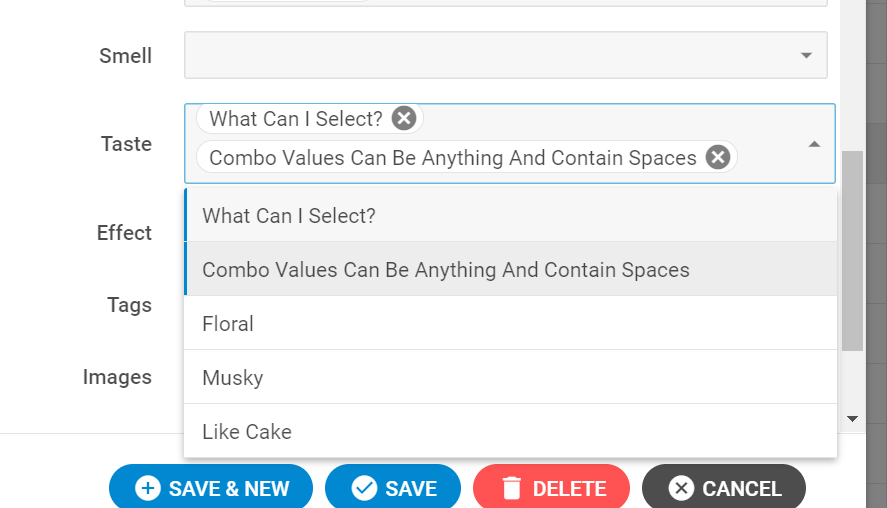 Smell
Taste
What Can I Select?
Combo Values Can Be Anything And Contain Spaces
What Can I Select?
Effect
Combo Values Can Be Anything And Contain Spaces
Tags
Floral
Images
Musky
Like Cake
SAVE & NEW
SAVE
DELETE
CANCEL